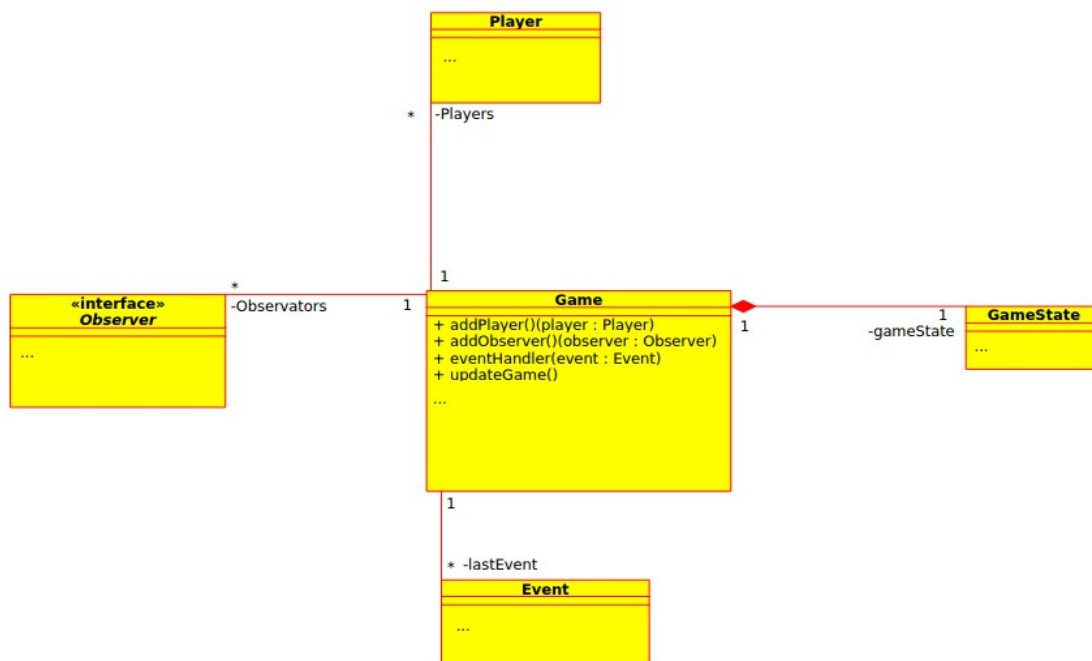 Player
...
* -Players
1
*
-Observators
1
«interface»
Observer
...
Game
+ addPlayer()(player : Player)
+ addObserver()(observer : Observer)
+ eventHandler(event : Event)
+ updateGame()
...
1
1
-gameState
GameState
...
1
* -lastEvent
Event
...